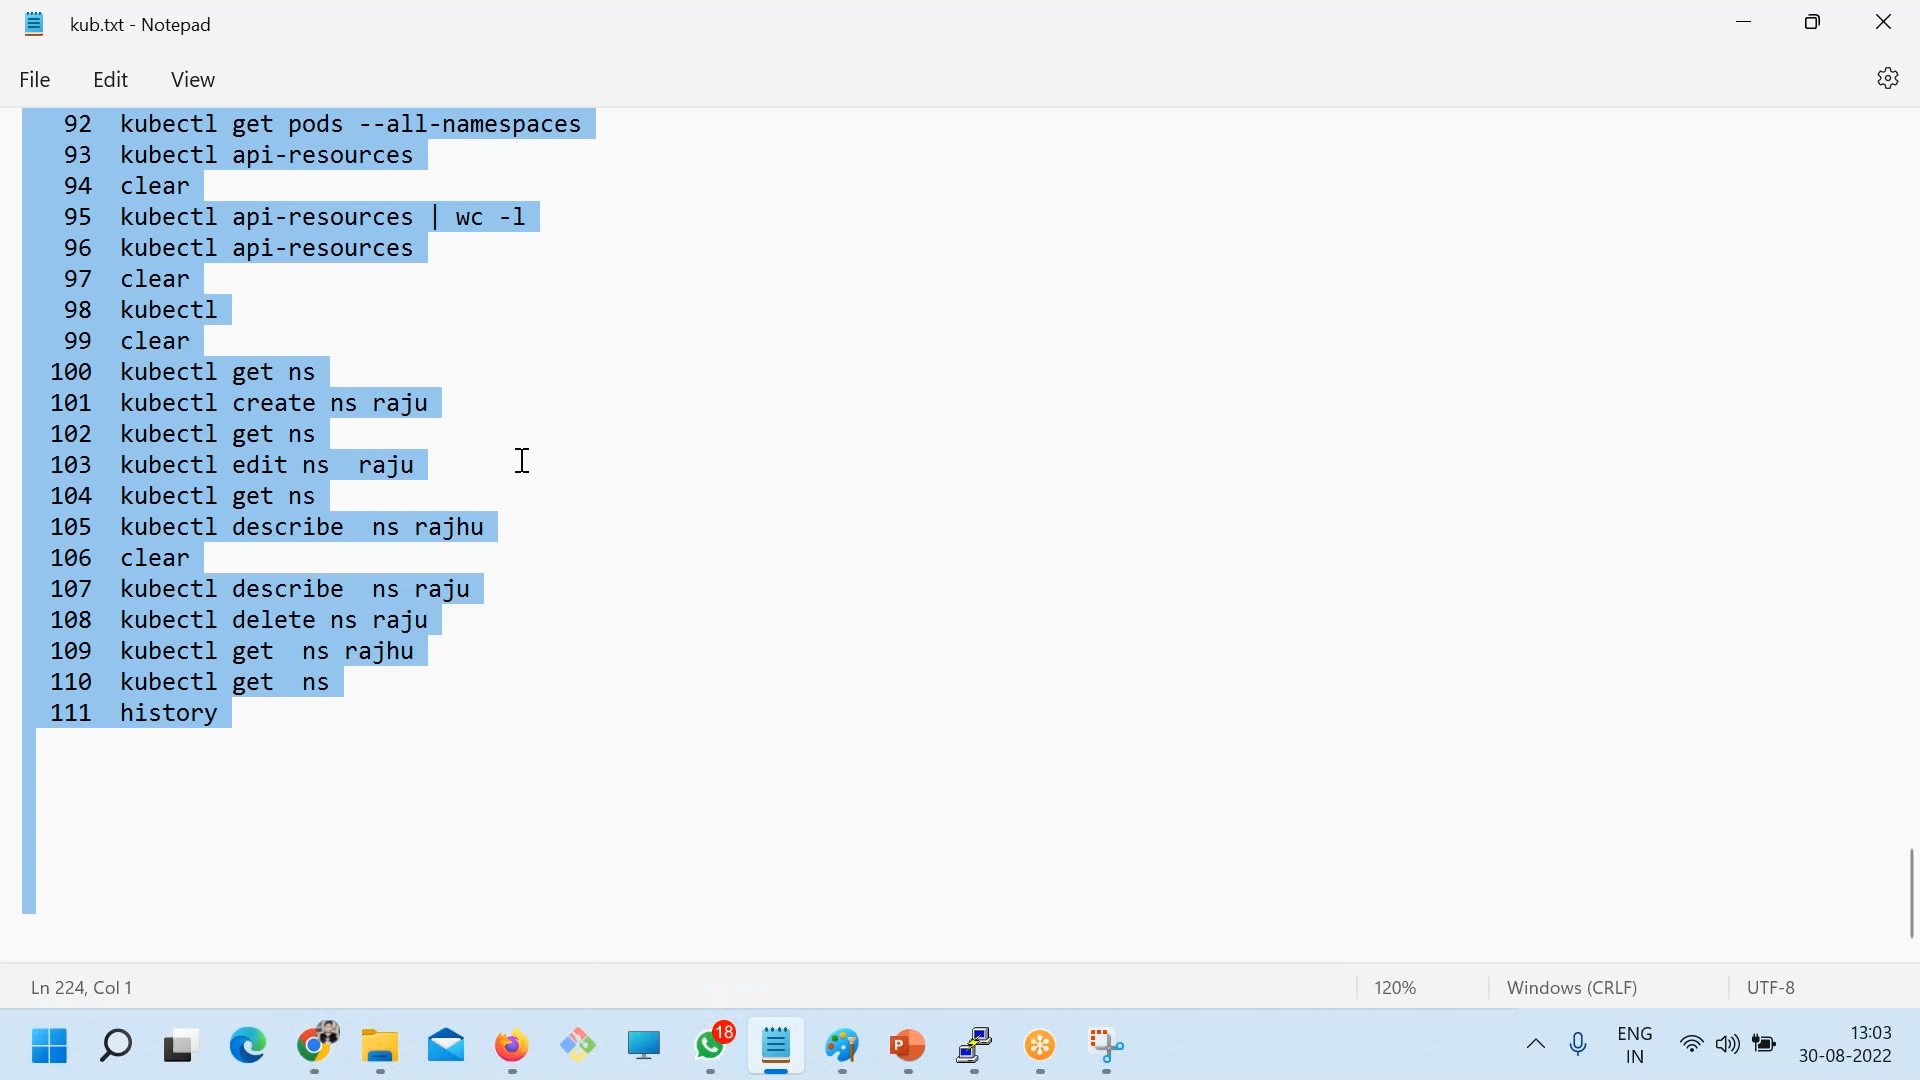 kub.txt - Notepad
File Edit View
92 kubectl get pods --all-namespaces
93 kubectl api-resources
94 clear
95 kubectl api-resources | wc -l
96 kubectl api-resources
97 clear
98 kubectl
99 clear
100 kubectl get ns
101 kubectl create ns raju
102 kubectl get ns
103 kubectl edit ns  raju
104 kubectl get ns
105 kubectl describe  ns rajhu
106 clear
107 kubectl describe  ns raju
108 kubectl delete ns raju
109 kubectl get  ns rajhu
110 kubectl get  ns
111 history
Ln 224, Col 1 120% Windows (CRLF) UTF-8
18
P
ENG
IN
13:03
30-08-2022